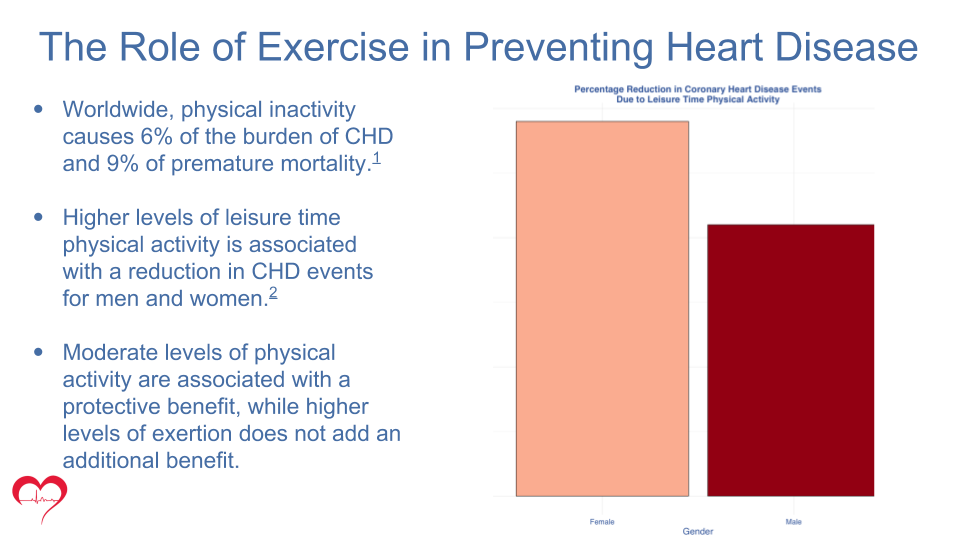 The Role of Exercise in Preventing Heart Disease
• Worldwide, physical inactivity
causes 6% of the burden of CHD
and 9% of premature mortality.1
• Higher levels of leisure time
physical activity is associated
with a reduction in CHD events
for men and women.2
• Moderate levels of physical
activity are associated with a
protective benefit, while higher
levels of exertion does not add an
additional benefit.
Percentage Reduction in Coronary Heart Disease Events
Due to Leisure Time Physical Activity
Female
Male
Gender